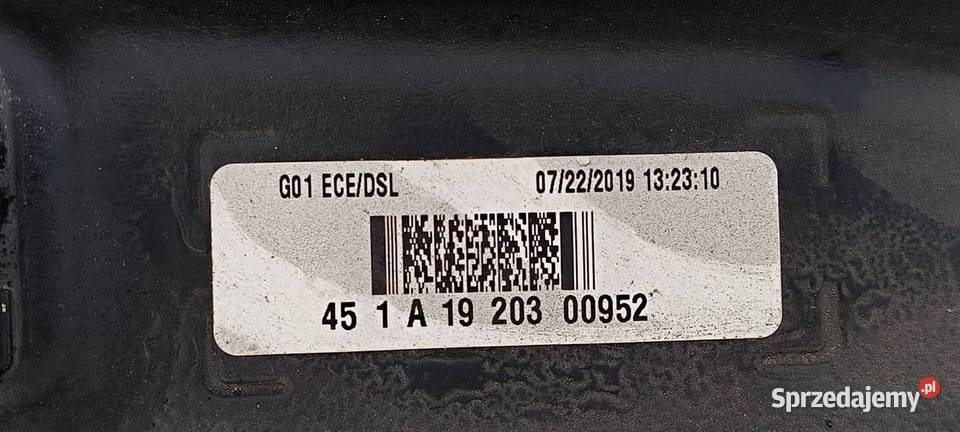 G01 ECE/DSL 07/22/2019 13:23:10
45 1 A 19 203 00952
Sprzedajemy.pl